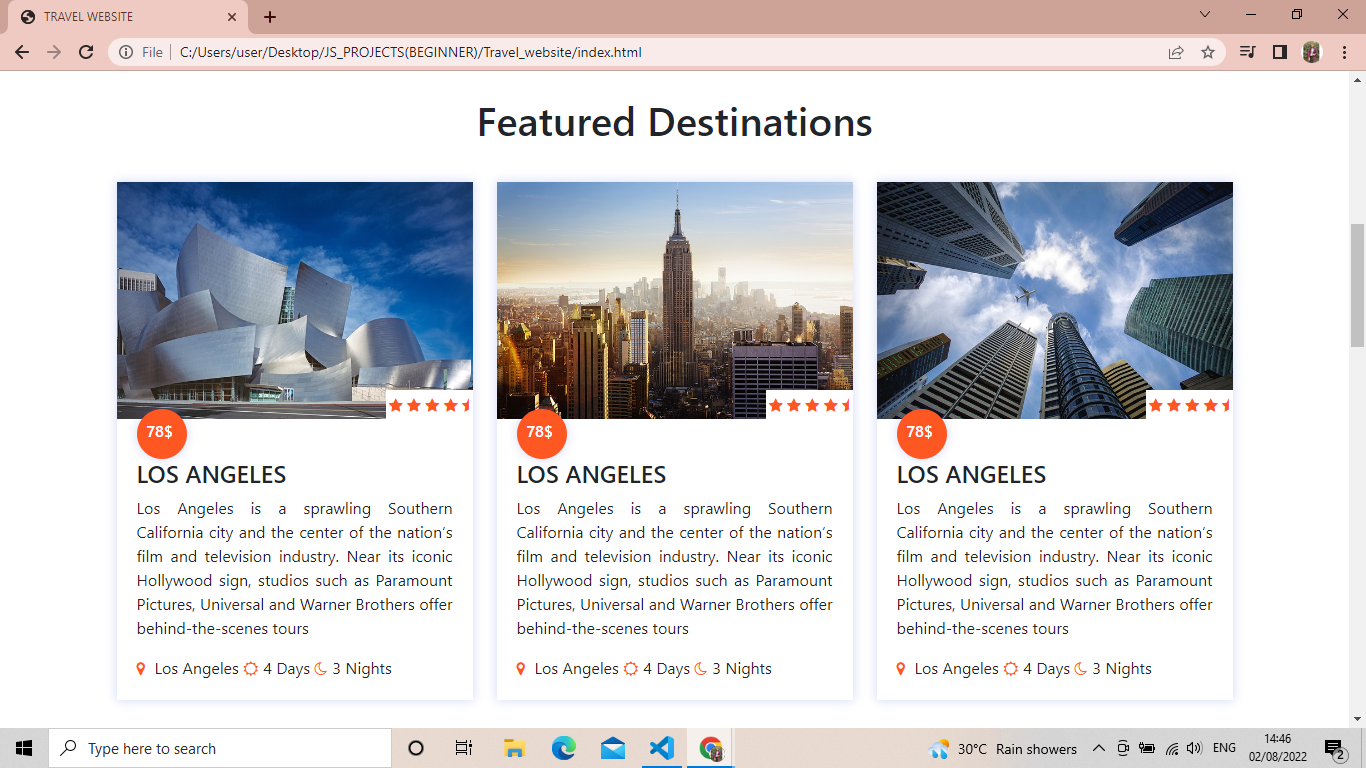 TRAVEL WEBSITE
File
C:/Users/user/Desktop/JS_PROJECTS(BEGINNER)/Travel_website/index.html
Featured Destinations
78$
LOS ANGELES
Los Angeles is a sprawling Southern
California city and the center of the nation's
film and television industry. Near its iconic
Hollywood sign, studios such as Paramount
Pictures, Universal and Warner Brothers offer
behind-the-scenes tours
Los Angeles 4 Days 3 Nights
78$
LOS ANGELES
Los Angeles is a sprawling Southern
California city and the center of the nation's
film and television industry. Near its iconic
Hollywood sign, studios such as Paramount
Pictures, Universal and Warner Brothers offer
behind-the-scenes tours
Los Angeles 4 Days 3 Nights
78$
LOS ANGELES
Los Angeles is a sprawling Southern
California city and the center of the nation's
film and television industry. Near its iconic
Hollywood sign, studios such as Paramount
Pictures, Universal and Warner Brothers offer
behind-the-scenes tours
Los Angeles 4 Days 3 Nights
Type here to search
30°C Rain showers
ENG
14:46
02/08/2022
2